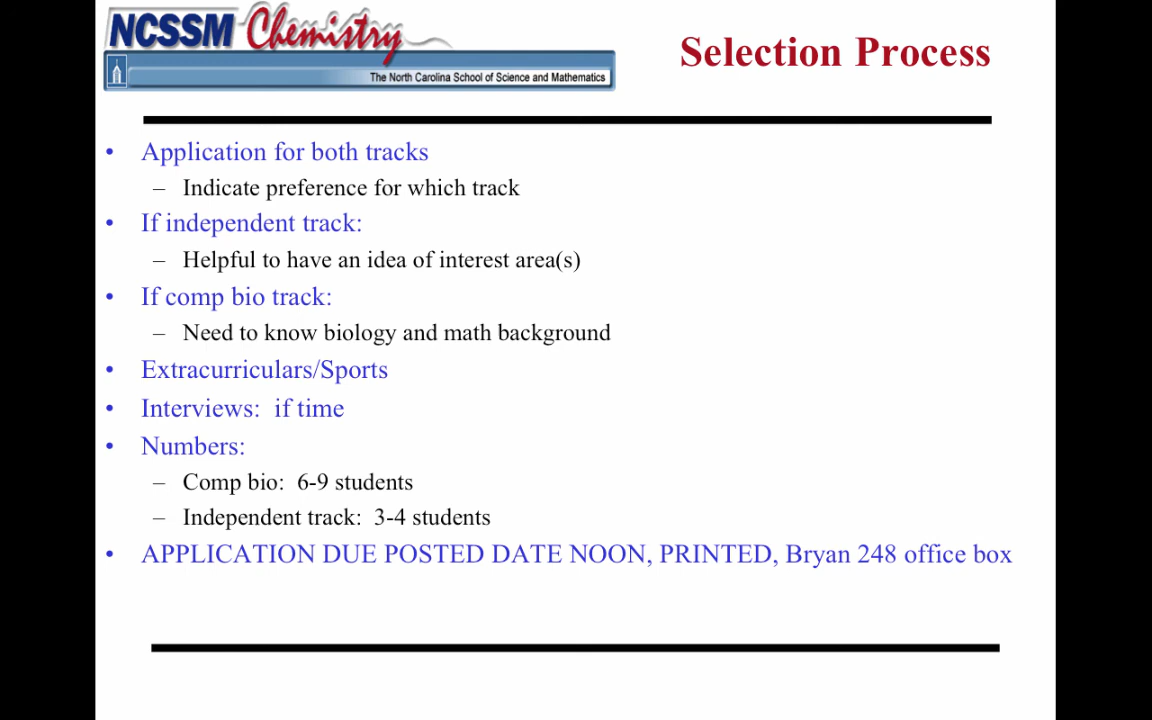 NCSSM Chemistry
The North Carolina School of Science and Mathematics
Selection Process
• Application for both tracks
– Indicate preference for which track
• If independent track:
– Helpful to have an idea of interest area(s)
• If comp bio track:
– Need to know biology and math background
• Extracurriculars/Sports
• Interviews:  if time
• Numbers:
– Comp bio:  6-9 students
– Independent track:  3-4 students
• APPLICATION DUE POSTED DATE NOON, PRINTED, Bryan 248 office box